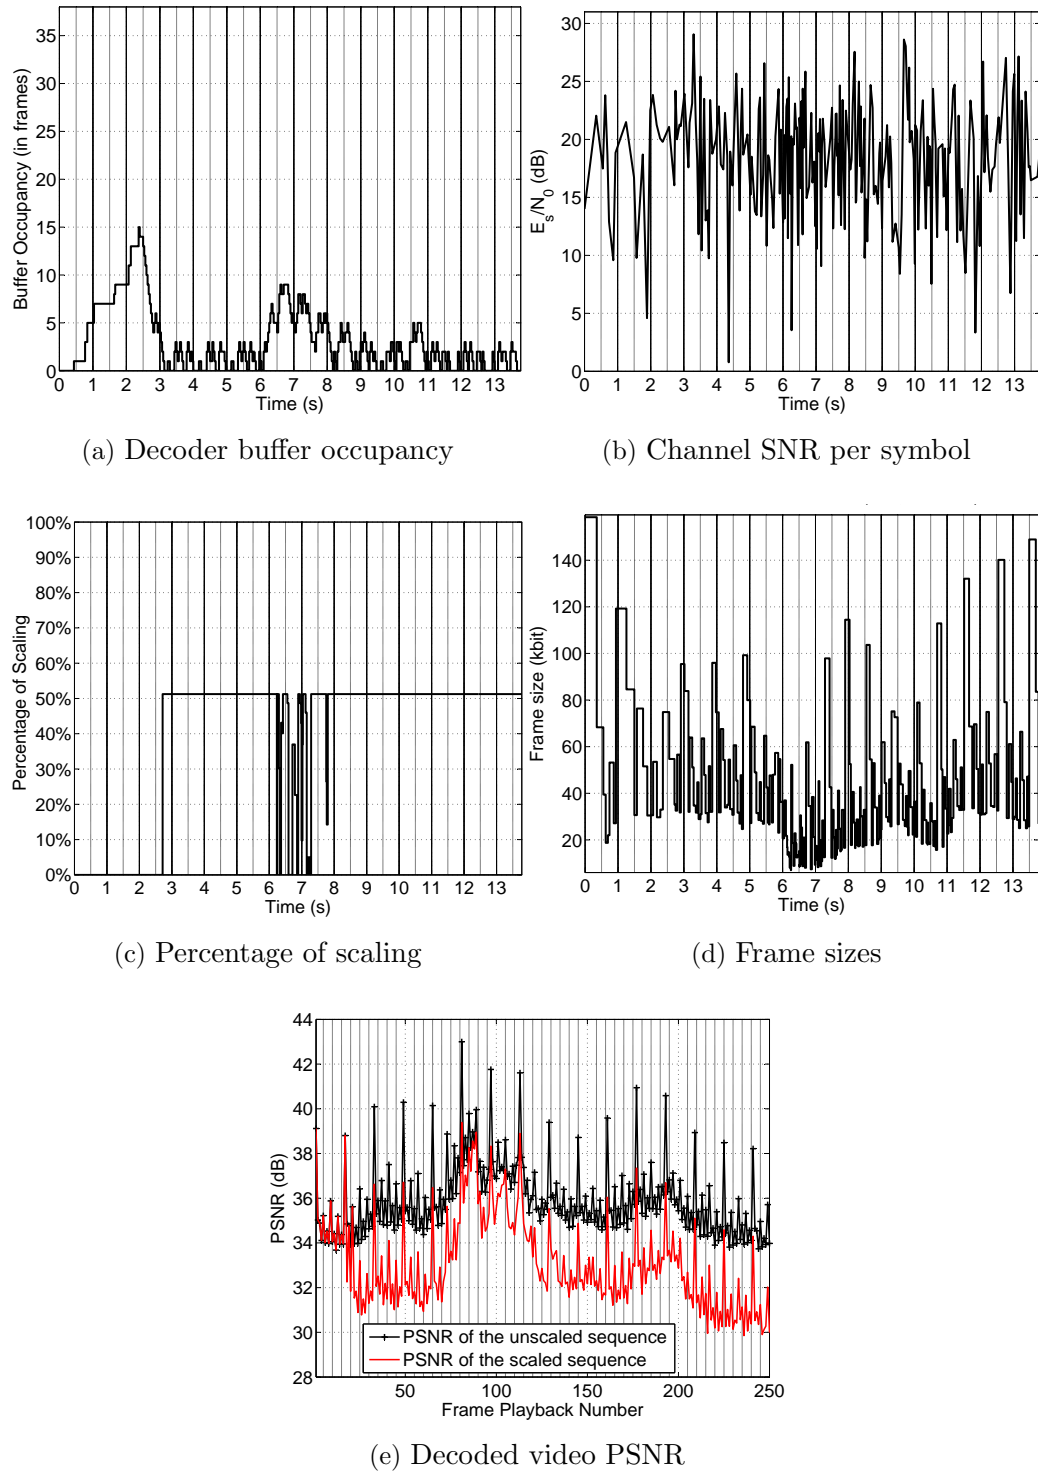 35
30
25
20
15
10
5
0
Buffer Occupancy (in frames)
0 1 2 3 4 5 6 7 8 9 10 11 12 13
Time (s)
(a) Decoder buffer occupancy
30
25
20
15
10
5
0
E_s/N_0 (dB)
0 1 2 3 4 5 6 7 8 9 10 11 12 13
Time (s)
(b) Channel SNR per symbol
100%
90%
80%
70%
60%
50%
40%
30%
20%
10%
0%
Percentage of Scaling
0 1 2 3 4 5 6 7 8 9 10 11 12 13
Time (s)
(c) Percentage of scaling
140
120
100
80
60
40
20
Frame size (kbit)
0 1 2 3 4 5 6 7 8 9 10 11 12 13
Time (s)
(d) Frame sizes
44
42
40
38
36
34
32
30
28
PSNR (dB)
PSNR of the unscaled sequence
PSNR of the scaled sequence
50 100 150 200 250
Frame Playback Number
(e) Decoded video PSNR